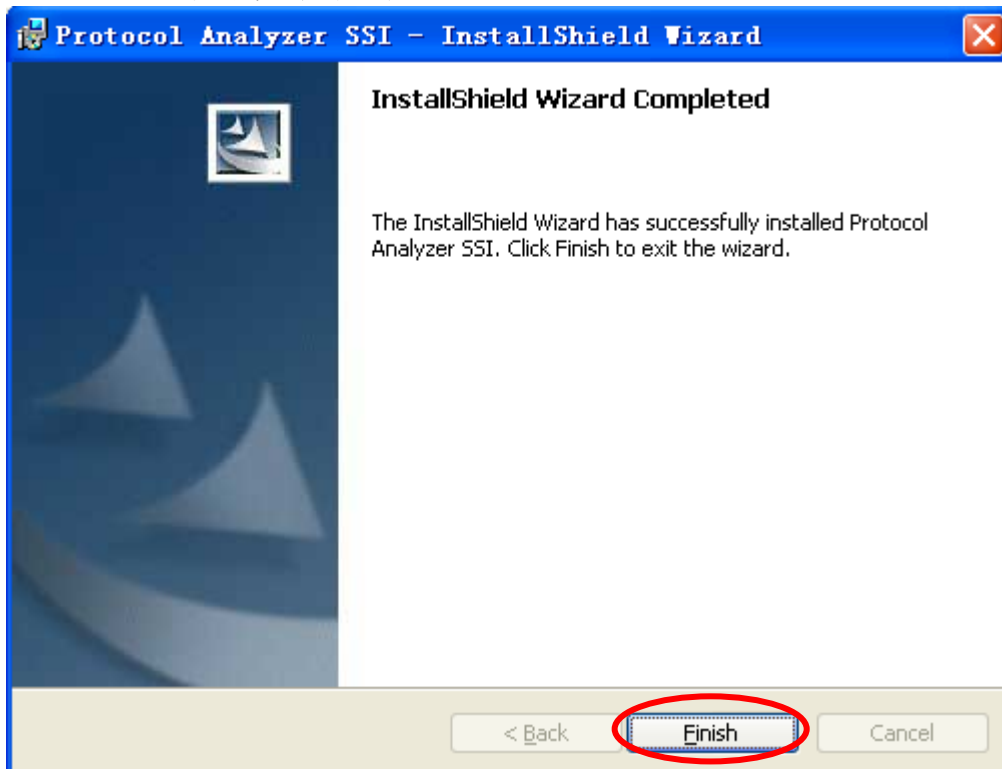 Protocol Analyzer SSI - InstallShield Wizard
InstallShield Wizard Completed
The InstallShield Wizard has successfully installed Protocol
Analyzer SSI. Click Finish to exit the wizard.
< Back Finish Cancel